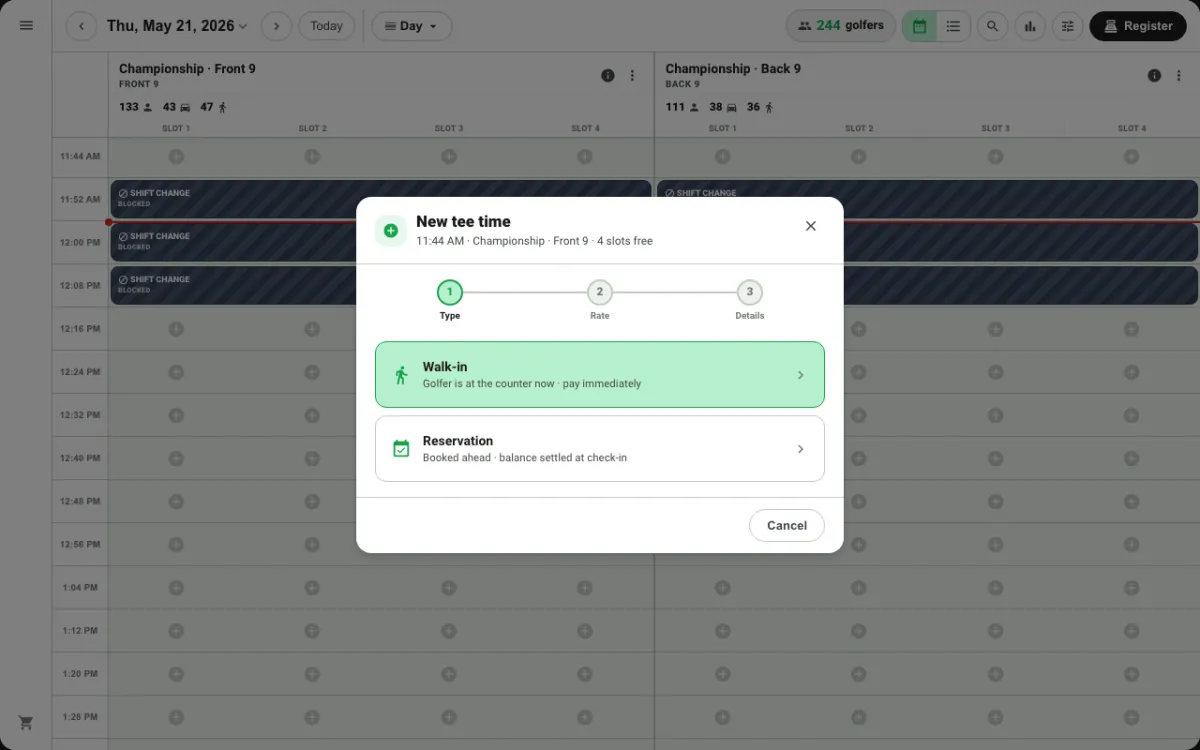 Thu, May 21, 2026
Today
Day
244 golfers
Register
Championship · Front 9
FRONT 9
133 43 47
SLOT 1 SLOT 2 SLOT 3 SLOT 4
Championship · Back 9
BACK 9
111 38 36
SLOT 1 SLOT 2 SLOT 3 SLOT 4
11:44 AM
11:52 AM
SHIFT CHANGE
BLOCKED
SHIFT CHANGE
12:00 PM
SHIFT CHANGE
BLOCKED
12:08 PM
SHIFT CHANGE
BLOCKED
12:16 PM
12:24 PM
12:32 PM
12:40 PM
12:48 PM
12:56 PM
1:04 PM
1:12 PM
1:20 PM
1:28 PM
New tee time
11:44 AM · Championship · Front 9 · 4 slots free
1 2 3
Type Rate Details
Walk-in
Golfer is at the counter now · pay immediately
Reservation
Booked ahead · balance settled at check-in
Cancel